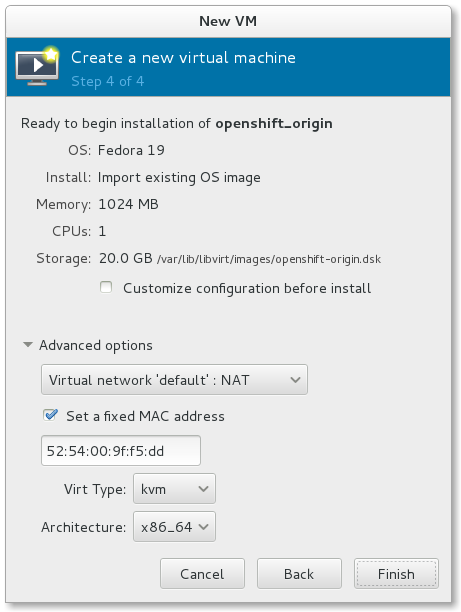 New VM
Create a new virtual machine
Step 4 of 4
Ready to begin installation of openshift_origin
OS: Fedora 19
Install: Import existing OS image
Memory: 1024 MB
CPUs: 1
Storage: 20.0 GB /var/lib/libvirt/images/openshift-origin.dsk
Customize configuration before install
Advanced options
Virtual network 'default' : NAT
Set a fixed MAC address
52:54:00:9f:f5:dd
Virt Type: kvm
Architecture: x86_64
Cancel Back Finish